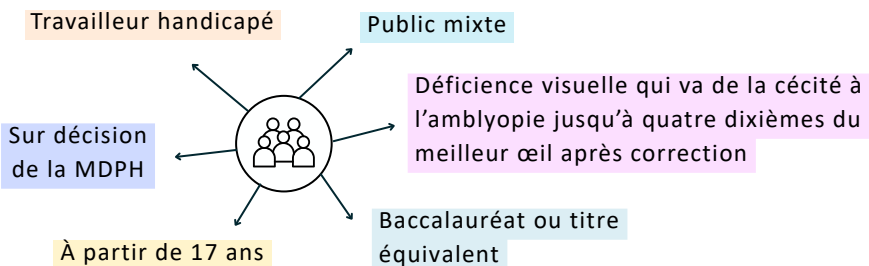 Travailleur handicapé
Public mixte
Déficience visuelle qui va de la cécité à
l’amblyopie jusqu’à quatre dixièmes du
meilleur œil après correction
Sur décision
de la MDPH
Baccalauréat ou titre
équivalent
À partir de 17 ans